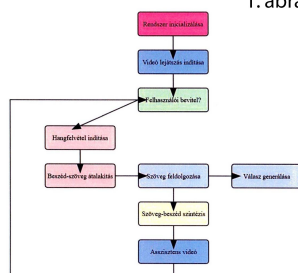 1. ábra
Rendszer inicializálása
Videó lejátszás indítása
Felhasználói bevitel?
Hangfelvétel indítása
Beszéd-szöveg átalakítás
Szöveg feldolgozása
Válasz generálása
Szöveg-beszéd szintézis
Asszisztens videó